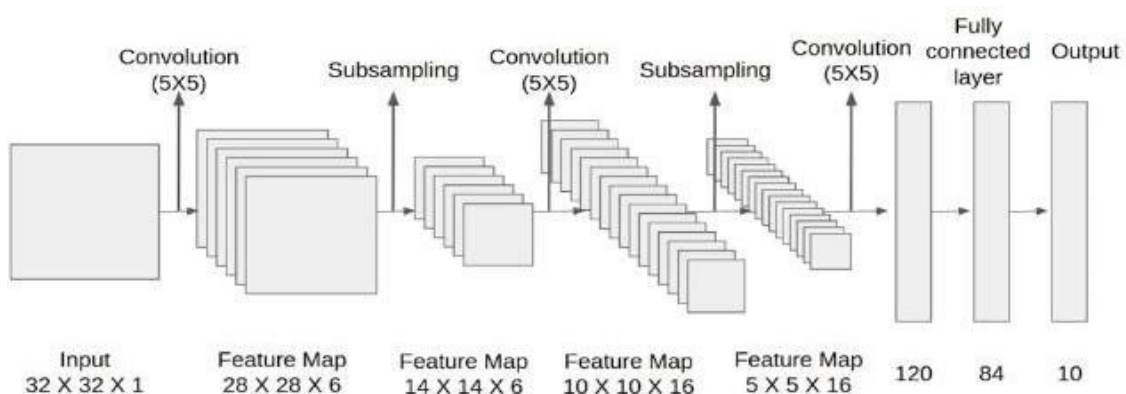 Convolution
(5X5)
Subsampling
Convolution
(5X5)
Subsampling
Convolution
(5X5)
Fully
connected
layer
Output
Input
32 X 32 X 1
Feature Map
28 X 28 X 6
Feature Map
14 X 14 X 6
Feature Map
10 X 10 X 16
Feature Map
5 X 5 X 16
120
84
10